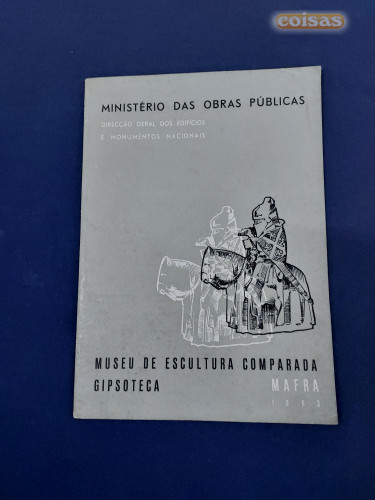 coisas
MINISTÉRIO DAS OBRAS PÚBLICAS
DIRECÇÃO GERAL DOS EDIFÍCIOS
E MONUMENTOS NACIONAIS
MUSEU DE ESCULTURA COMPARADA
GIPSOTECA MAFRA